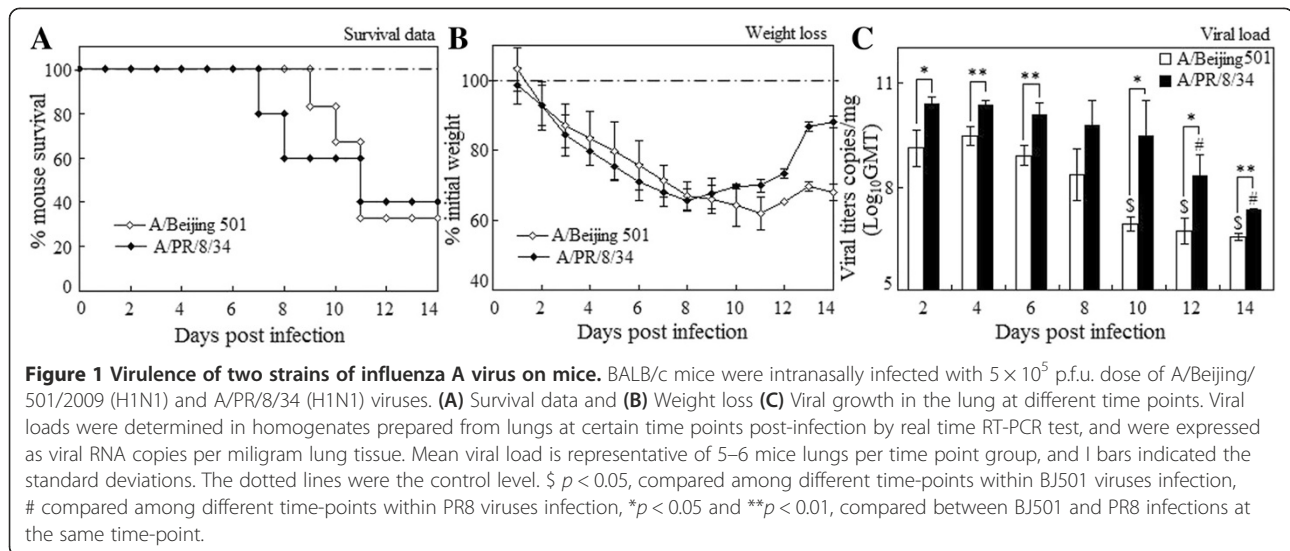 A
Survival data
% mouse survival
100
80
60
40
20
0
A/Beijing 501
A/PR/8/34
0 2 4 6 8 10 12 14
Days post infection
B
Weight loss
% initial weight
100
80
60
40
A/Beijing 501
A/PR/8/34
0 2 4 6 8 10 12 14
Days post infection
C
Viral load
Viral titers copies/mg
(Log10GMT)
11
8
5
A/Beijing 501
A/PR/8/34
* ** ** * * **
$ $ # $ #
2 4 6 8 10 12 14
Days post infection
Figure 1 Virulence of two strains of influenza A virus on mice. BALB/c mice were intranasally infected with 5 × 10⁵ p.f.u. dose of A/Beijing/
501/2009 (H1N1) and A/PR/8/34 (H1N1) viruses. (A) Survival data and (B) Weight loss (C) Viral growth in the lung at different time points. Viral
loads were determined in homogenates prepared from lungs at certain time points post-infection by real time RT-PCR test, and were expressed
as viral RNA copies per miligram lung tissue. Mean viral load is representative of 5–6 mice lungs per time point group, and I bars indicated the
standard deviations. The dotted lines were the control level. $ p < 0.05, compared among different time-points within BJ501 viruses infection,
# compared among different time-points within PR8 viruses infection, *p < 0.05 and **p < 0.01, compared between BJ501 and PR8 infections at
the same time-point.